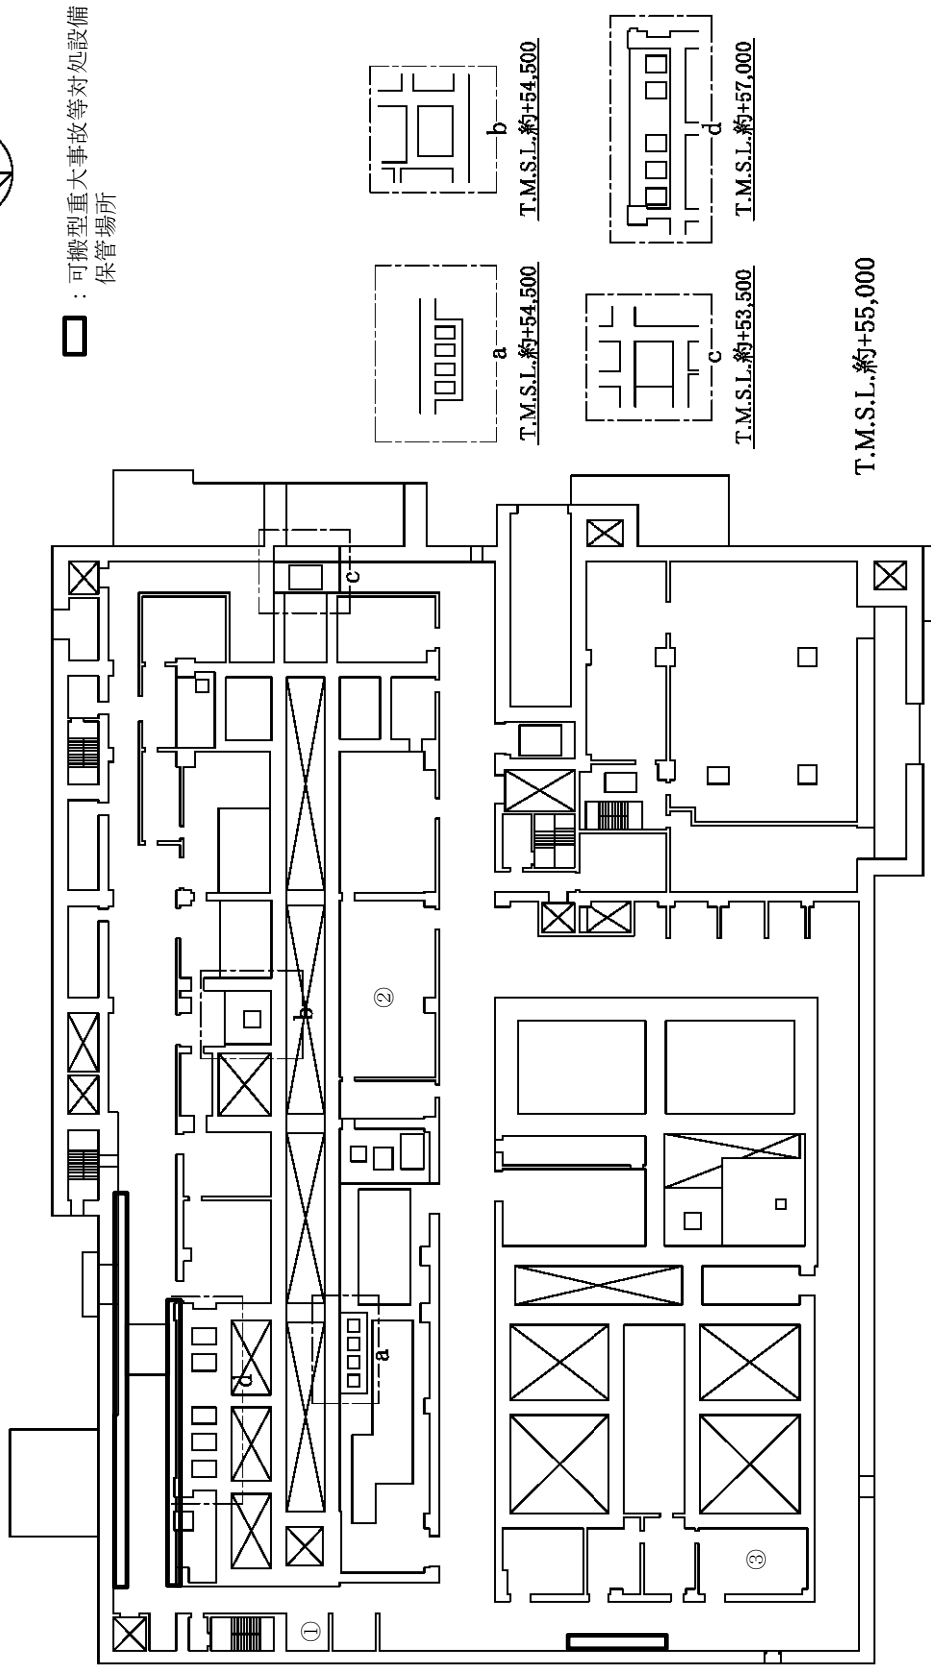 ：可搬型重大事故等対処設備
保管場所
a
T.M.S.L.約+54,500
b
T.M.S.L.約+54,500
c
T.M.S.L.約+53,500
d
T.M.S.L.約+57,000
T.M.S.L.約+55,000
c
b
②
d
a
①
③